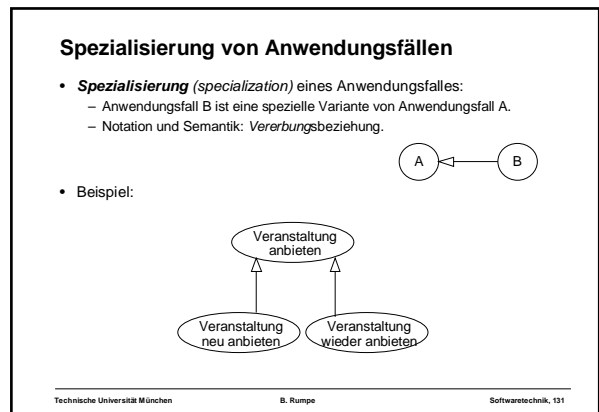 Spezialisierung von Anwendungsfällen
• Spezialisierung (specialization) eines Anwendungsfalles:
– Anwendungsfall B ist eine spezielle Variante von Anwendungsfall A.
– Notation und Semantik: Vererbungsbeziehung.
A B
• Beispiel:
Veranstaltung
anbieten
Veranstaltung Veranstaltung
neu anbieten wieder anbieten
Technische Universität München B. Rumpe Softwaretechnik, 131